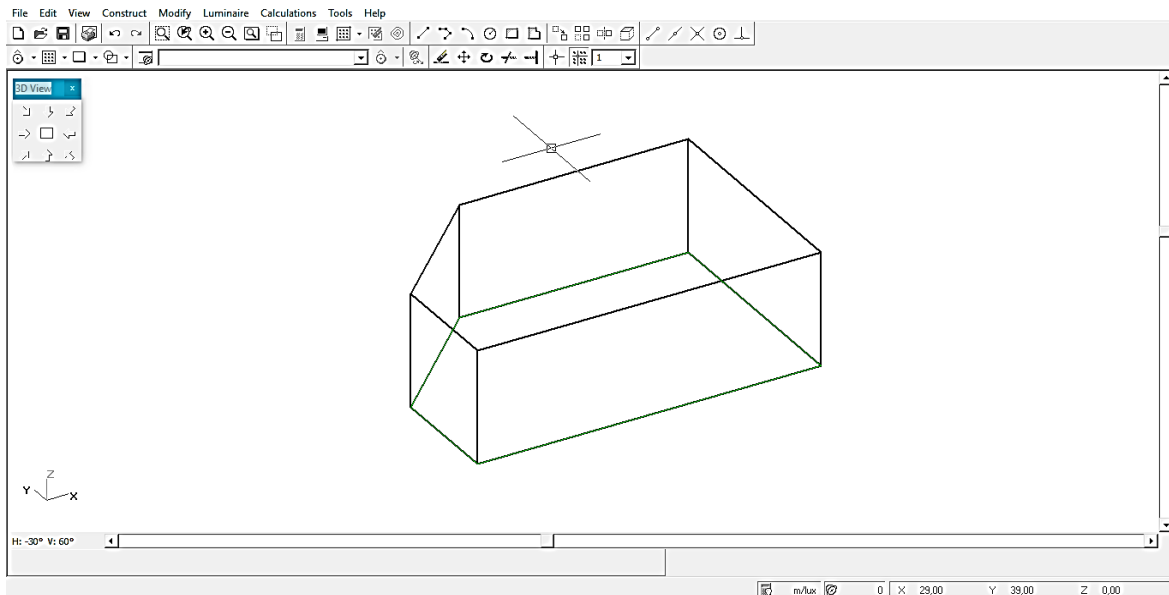 File Edit View Construct Modify Luminaire Calculations Tools Help
1
3D View x
Z
Y
X
H: -30° V: 60°
m/lux 0 X 29,00 Y 39,00 Z 0,00